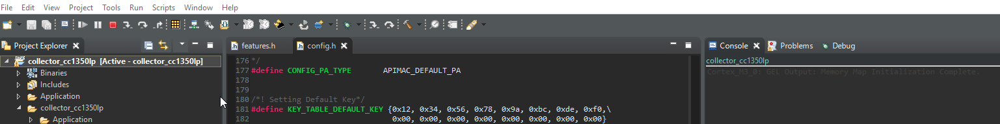 File Edit View Project Tools Run Scripts Window Help
Project Explorer
collector_cc1350lp [Active - collector_cc1350lp]
Binaries
Includes
Application
collector_cc1350lp
Application
features.h config.h
176 */
177 #define CONFIG_PA_TYPE APIMAC_DEFAULT_PA
178
179
180 /*! Setting Default Key*/
181 #define KEY_TABLE_DEFAULT_KEY {0x12, 0x34, 0x56, 0x78, 0x9a, 0xbc, 0xde, 0xf0,\
182 0x00, 0x00, 0x00, 0x00, 0x00, 0x00, 0x00, 0x00}
Console Problems Debug
collector_cc1350lp
Cortex_M3_0: GEL Output: Memory Map Initialization Complete.